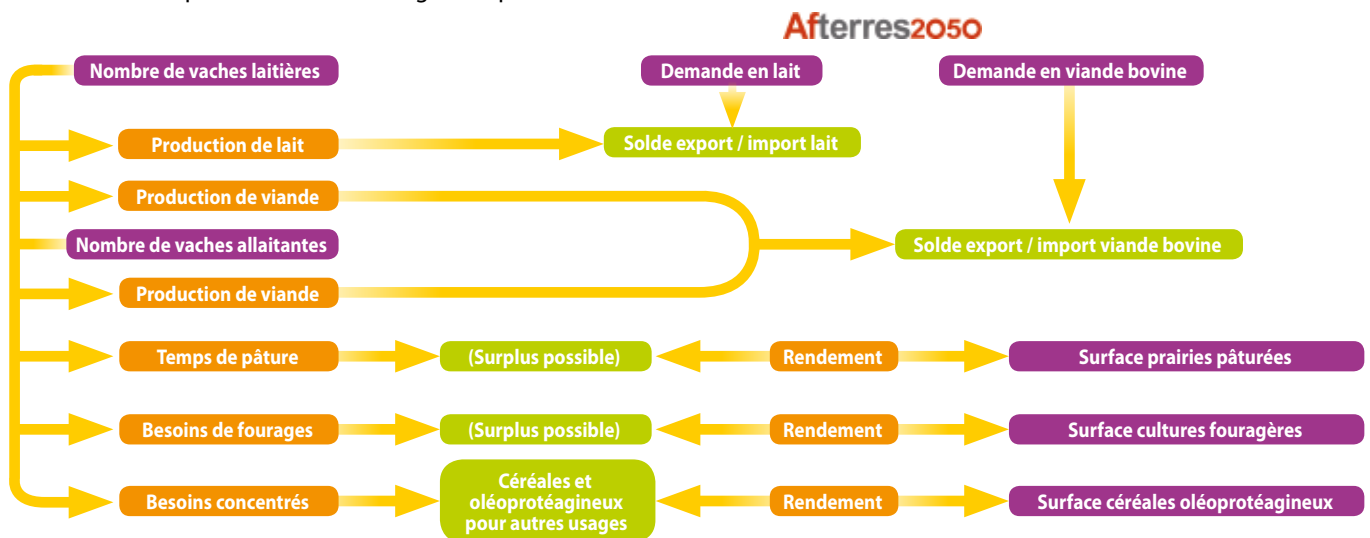 Afterres2050
Nombre de vaches laitières
Demande en lait
Demande en viande bovine
Production de lait
Solde export / import lait
Production de viande
Nombre de vaches allaitantes
Solde export / import viande bovine
Production de viande
Temps de pâture
(Surplus possible)
Rendement
Surface prairies pâturées
Besoins de fourages
(Surplus possible)
Rendement
Surface cultures fouragères
Besoins concentrés
Céréales et
oléoprotéagineux
pour autres usages
Rendement
Surface céréales oléoprotéagineux